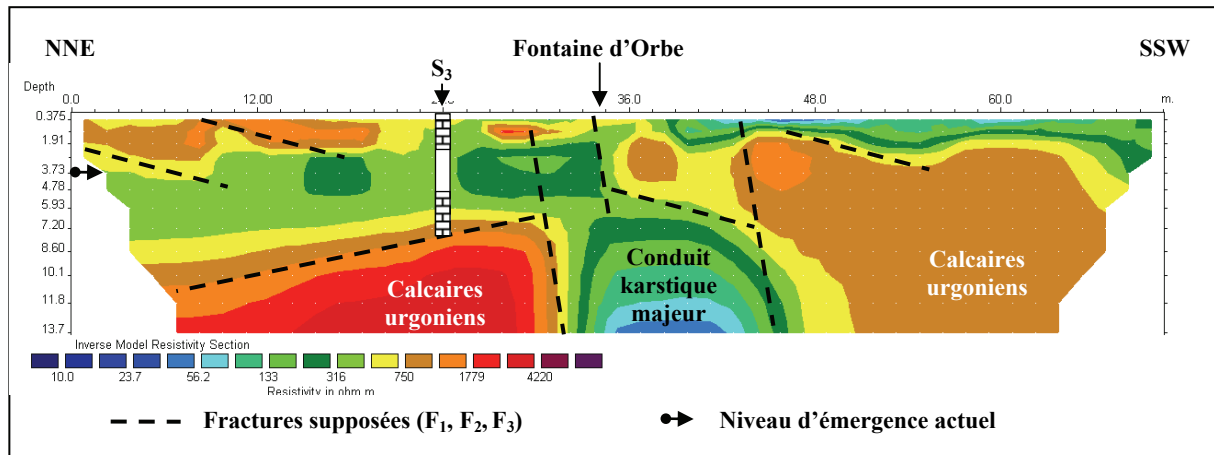 NNE Fontaine d'Orbe SSW
S3
Depth
0.0 12.00 36.0 48.0 60.0 m.
0.375
1.91
3.73
4.78
5.93
7.20
8.60
10.1
11.8
13.7
Conduit
karstique
majeur
Calcaires
urgoniens
Calcaires
urgoniens
Inverse Model Resistivity Section
10.0 23.7 56.2 133 316 750 1779 4220
Resistivity in ohm.m
Fractures supposées (F1, F2, F3) Niveau d'émergence actuel